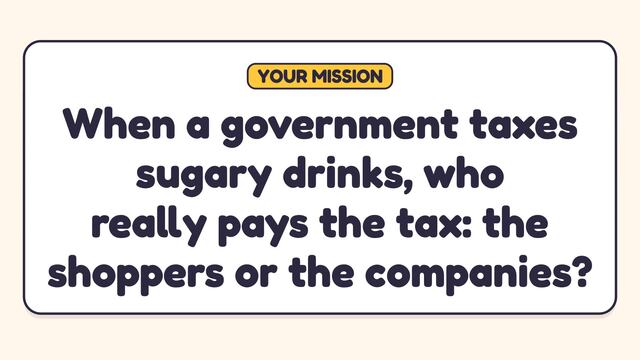 YOUR MISSION
When a government taxes
sugary drinks, who
really pays the tax: the
shoppers or the companies?